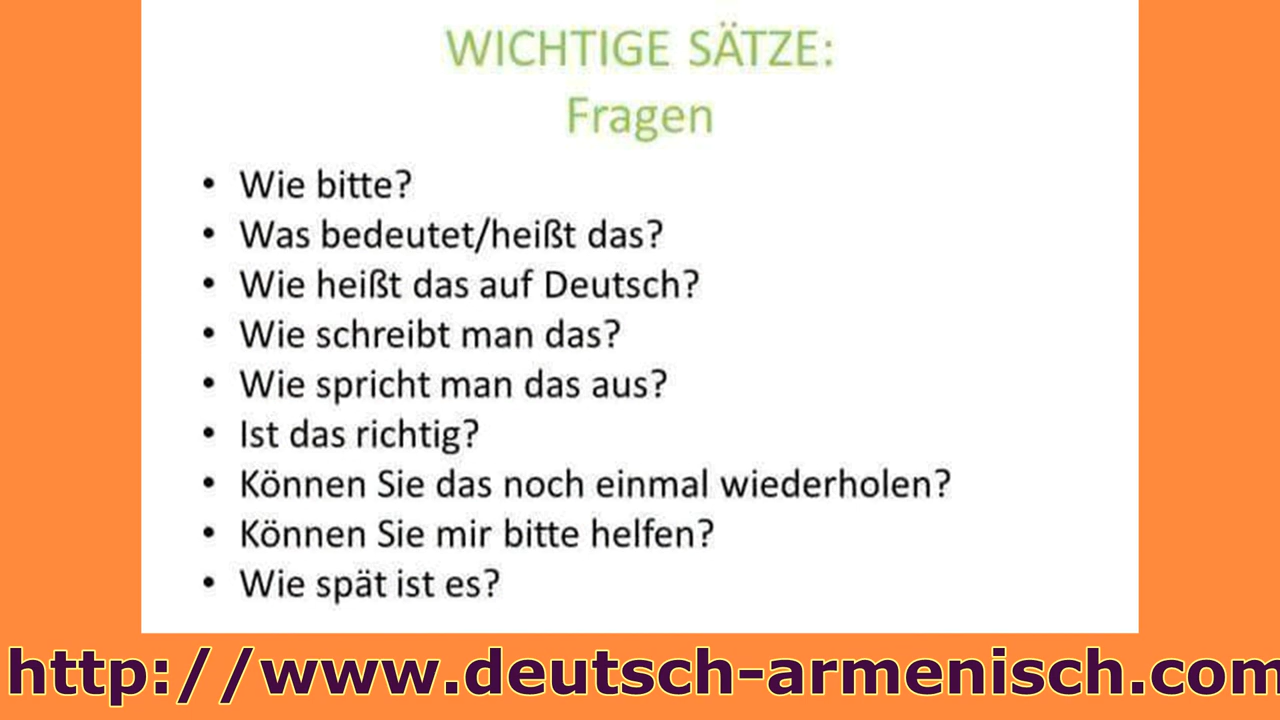 WICHTIGE SÄTZE:
Fragen
• Wie bitte?
• Was bedeutet/heißt das?
• Wie heißt das auf Deutsch?
• Wie schreibt man das?
• Wie spricht man das aus?
• Ist das richtig?
• Können Sie das noch einmal wiederholen?
• Können Sie mir bitte helfen?
• Wie spät ist es?
http://www.deutsch-armenisch.com